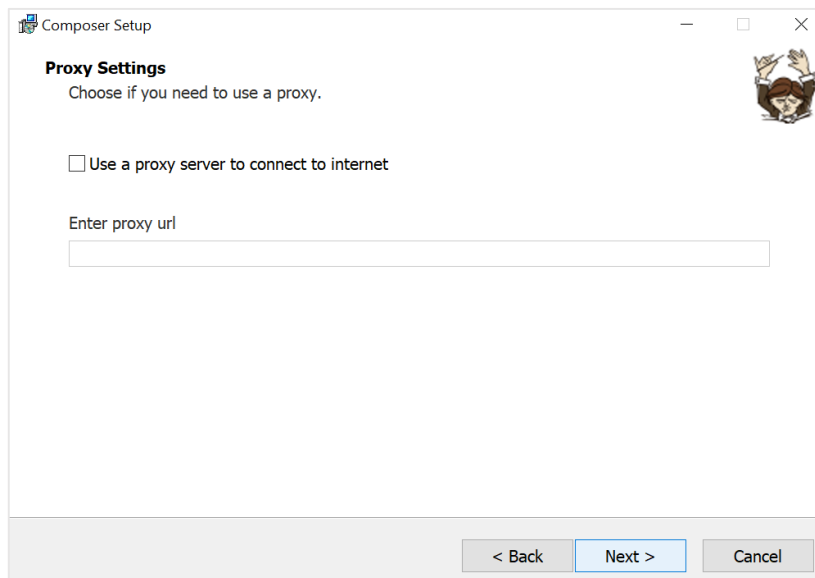 Composer Setup
Proxy Settings
Choose if you need to use a proxy.
Use a proxy server to connect to internet
Enter proxy url
< Back
Next >
Cancel